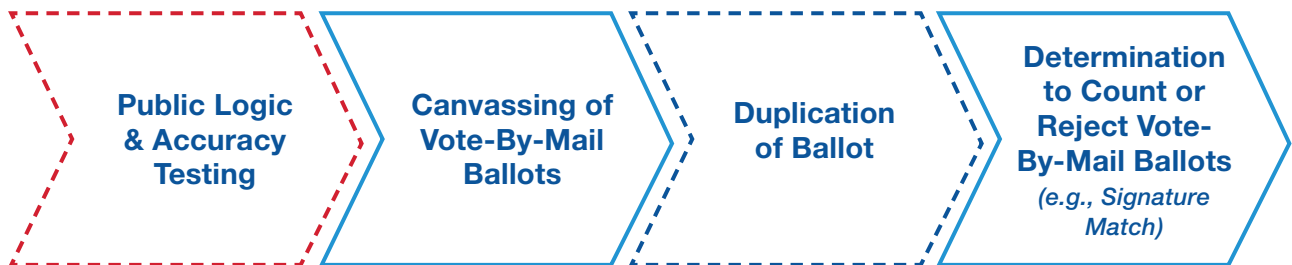 Public Logic
& Accuracy
Testing
Canvassing of
Vote-By-Mail
Ballots
Duplication
of Ballot
Determination
to Count or
Reject Vote-
By-Mail Ballots
(e.g., Signature
Match)